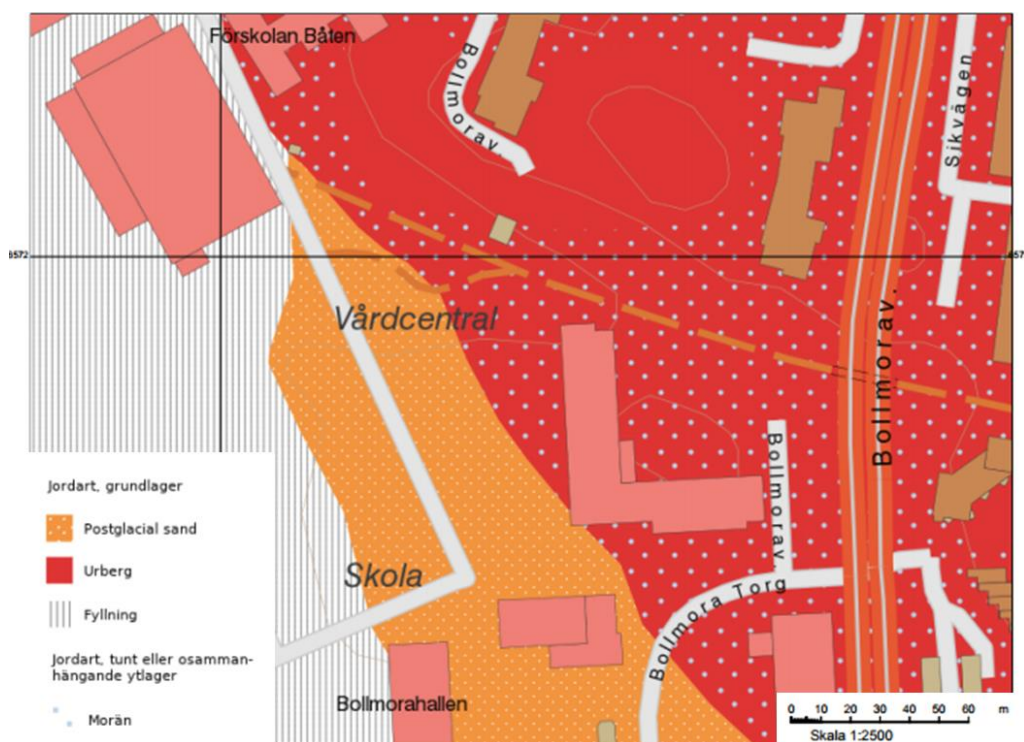 Förskolan Båten
Bollmorav.
Sikvägen
6572
657
Vårdcentral
Bollmorav.
Bollmorav.
Jordart, grundlager
Postglacial sand
Urberg
Fyllning
Jordart, tunt eller osamman-
hängande ytlager
Morän
Skola
Bollmora Torg
Bollmorahallen
0 10 20 30 40 50 60 m
Skala 1:2500